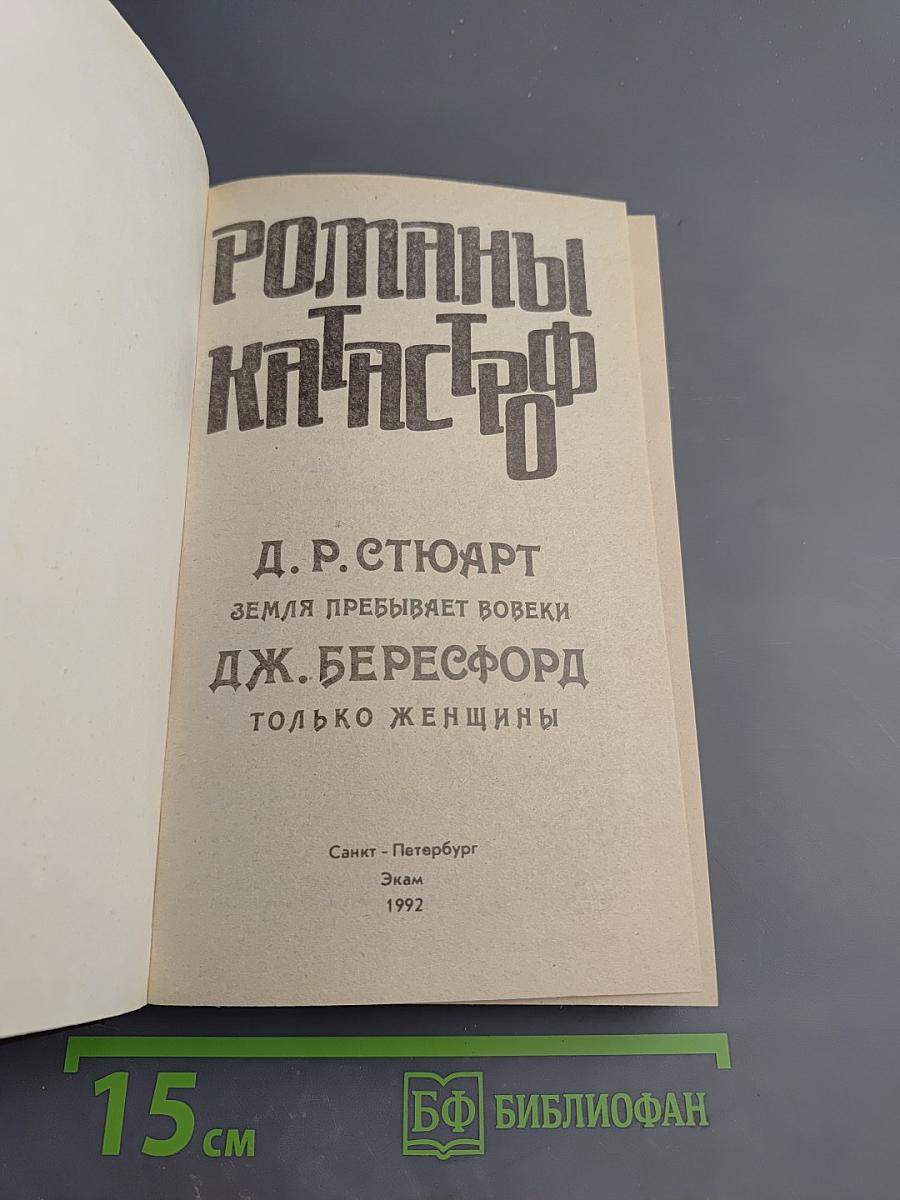 РОМАНЫ
КАТАСТРОФ
Д. Р. СТЮАРТ
ЗЕМЛЯ ПРЕБЫВАЕТ ВОВЕКИ
ДЖ. БЕРЕСФОРД
ТОЛЬКО ЖЕНЩИНЫ
Санкт - Петербург
Экам
1992
15 см
БФ БИБЛИОФАН